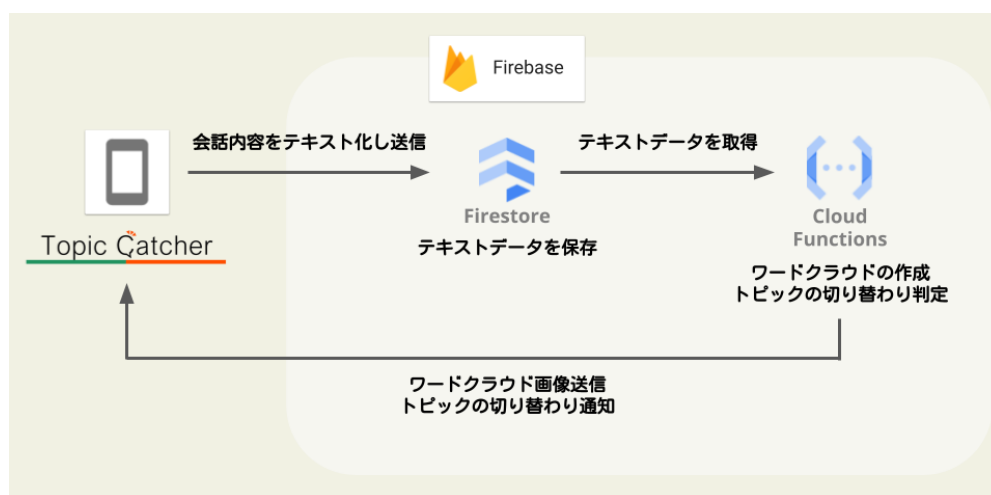 Firebase
会話内容をテキスト化し送信
テキストデータを取得
Topic Catcher
Firestore
テキストデータを保存
Cloud
Functions
ワードクラウドの作成
トピックの切り替わり判定
ワードクラウド画像送信
トピックの切り替わり通知